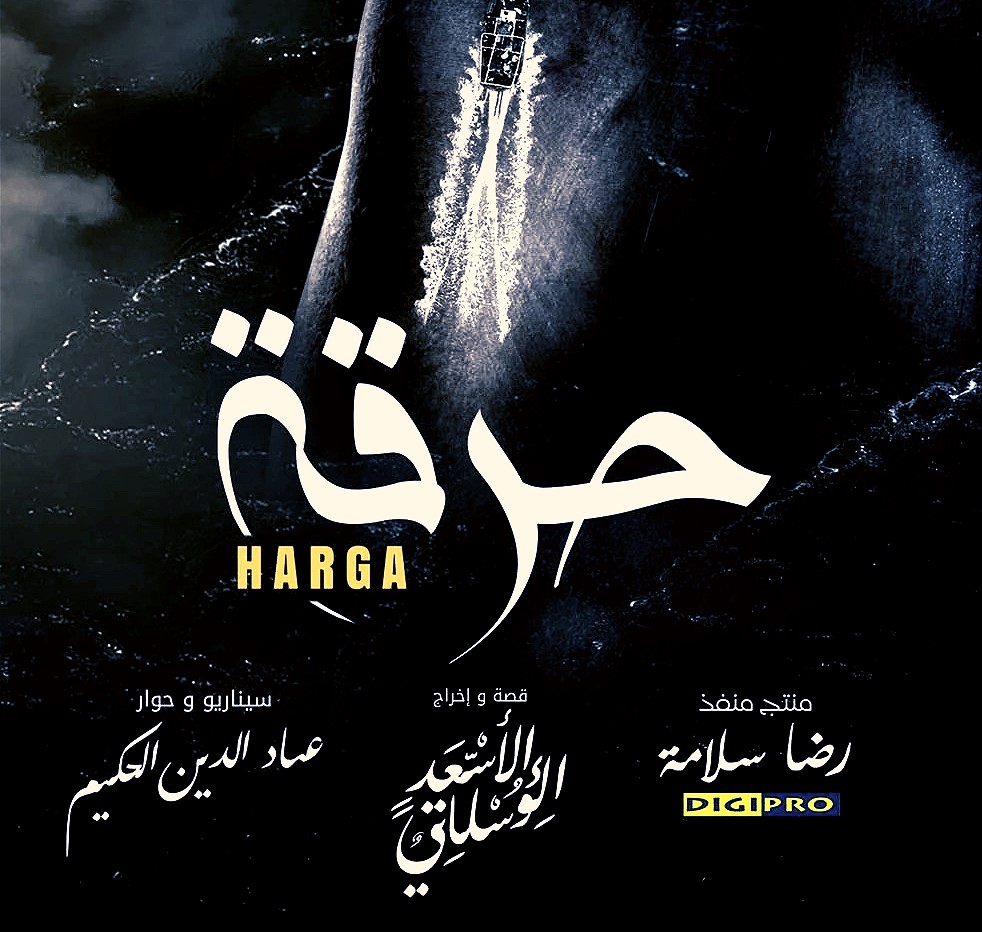 حرقة
HARGA
منتج منفذ
رضا سلامة
DIGIPRO
قصة و إخراج
الأسعد
الوسلاتي
سيناريو و حوار
عماد الدين الحكيم